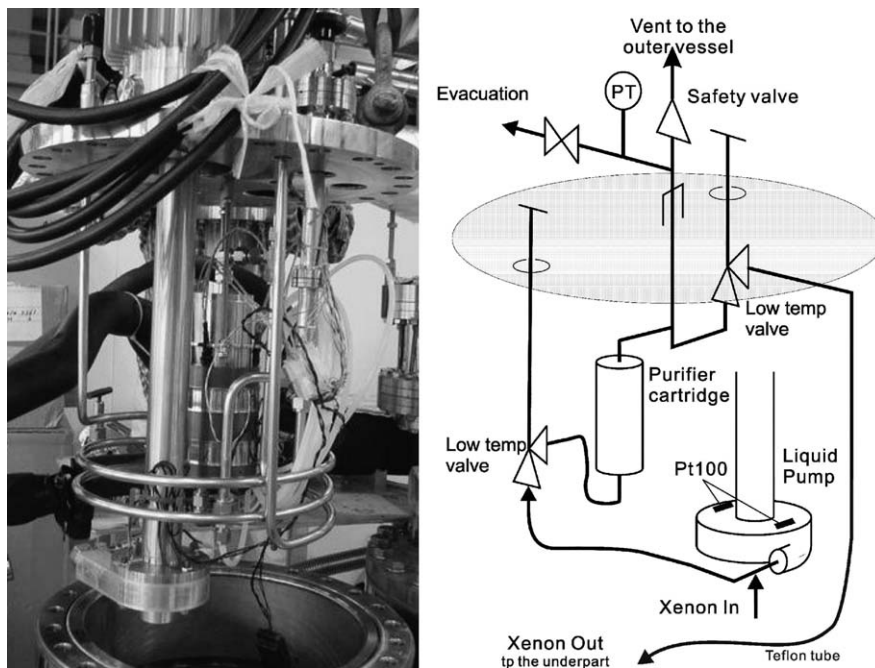 Vent to the
outer vessel
PT
Evacuation
Safety valve
Low temp
valve
Purifier
cartridge
Low temp
valve
Liquid
Pump
Pt100
Xenon In
Xenon Out
tp the underpart
Teflon tube